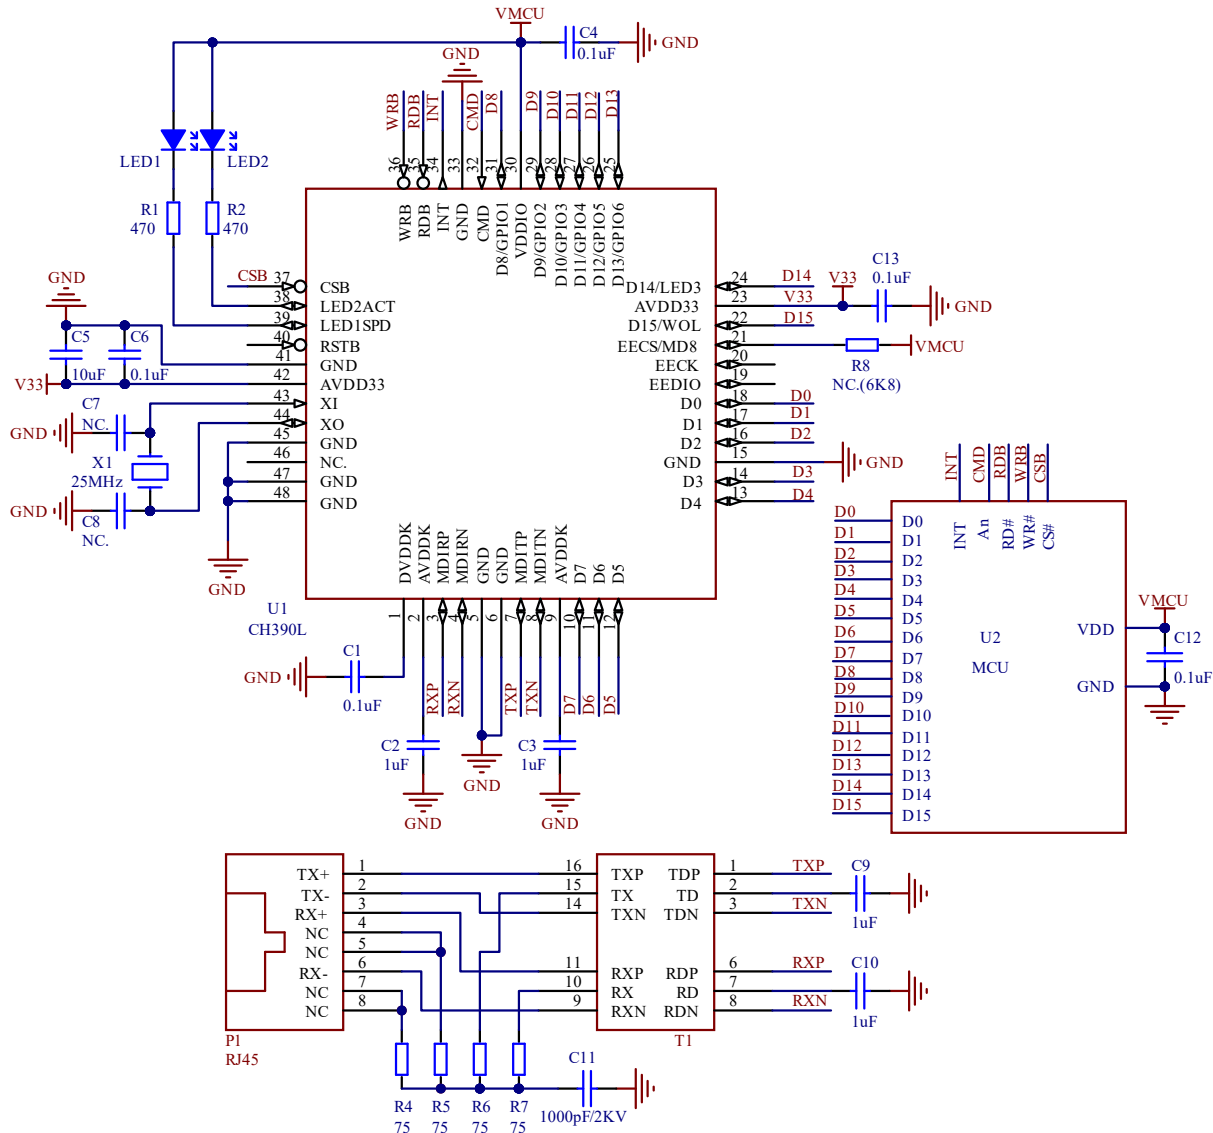 VMCU
C4
0.1uF
GND
GND
WRB
RDB
INT
CMD
D8
D9
D10
D11
D12
D13
LED1
LED2
36
35
34
33
32
31
30
29
28
27
26
25
R1
470
R2
470
WRB
RDB
INT
GND
CMD
D8/GPIO1
VDDIO
D9/GPIO2
D10/GPIO3
D11/GPIO4
D12/GPIO5
D13/GPIO6
GND
CSB 37 CSB
38 LED2ACT
39 LED1SPD
40 RSTB
41 GND
42 AVDD33
43 XI
44 XO
45 GND
46 NC.
47 GND
48 GND
C5
10uF
C6
0.1uF
V33
C7
NC.
GND
X1
25MHz
GND
C8
NC.
GND
D14/LED3 24 D14
AVDD33 23 V33
D15/WOL 22 D15
EECS/MD8 21
EECK 20
EEDIO 19
D0 18 D0
D1 17 D1
D2 16 D2
GND 15 GND
D3 14 D3
D4 13 D4
V33
C13
0.1uF
GND
VMCU
R8
NC.(6K8)
DVDDK
AVDDK
MDIRP
MDIRN
GND
GND
MDITP
MDITN
AVDDK
D7
D6
D5
U1
CH390L
1
2
3
4
5
6
7
8
9
10
11
12
GND
C1
0.1uF
RXP
RXN
TXP
TXN
D7
D6
D5
C2
1uF
GND
GND
C3
1uF
GND
INT
CMD
RDB
WRB
CSB
INT
An
RD#
WR#
CS#
D0 D0
D1 D1
D2 D2
D3 D3
D4 D4
D5 D5
D6 D6
D7 D7
D8 D8
D9 D9
D10 D10
D11 D11
D12 D12
D13 D13
D14 D14
D15 D15
U2
MCU
VDD
GND
VMCU
C12
0.1uF
TX+ 1
TX- 2
RX+ 3
NC 4
NC 5
RX- 6
NC 7
NC 8
P1
RJ45
16 TXP
15 TX
14 TXN
11 RXP
10 RX
9 RXN
TDP 1 TXP
TD 2
TDN 3 TXN
RDP 6 RXP
RD 7
RDN 8 RXN
T1
C9
1uF
C10
1uF
R4
75
R5
75
R6
75
R7
75
C11
1000pF/2KV